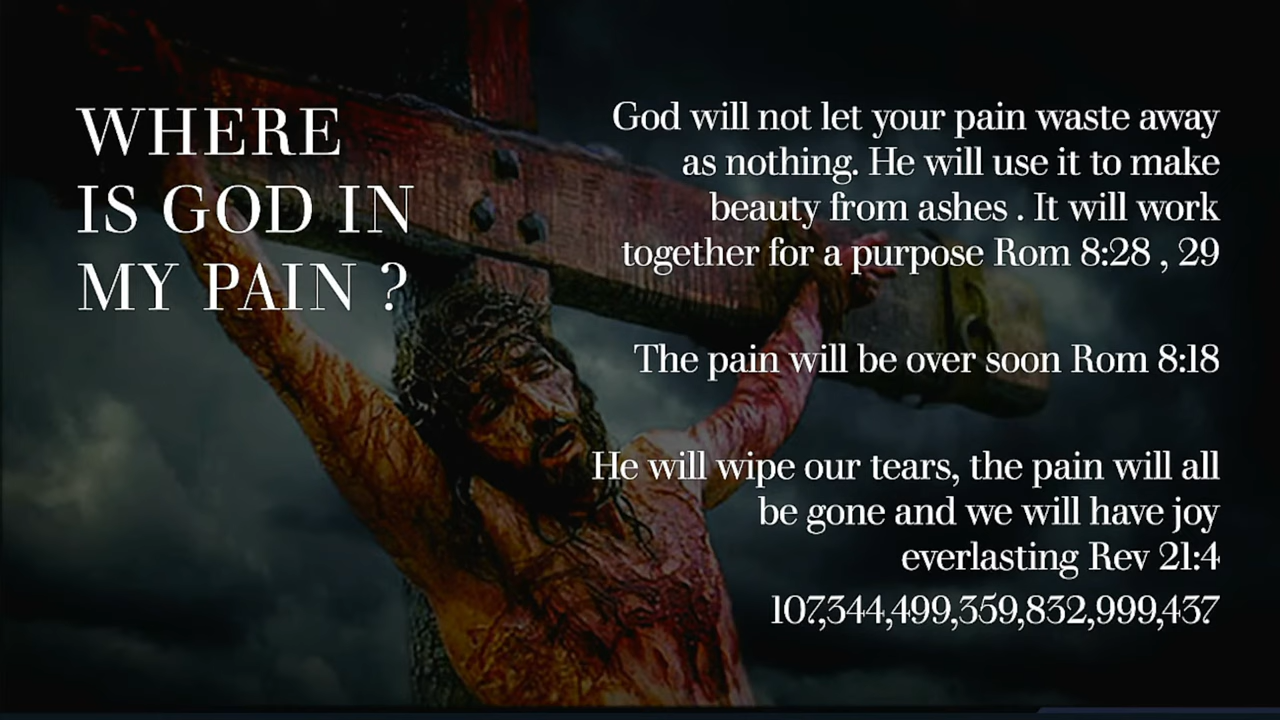 WHERE
IS GOD IN
MY PAIN ?
God will not let your pain waste away
as nothing. He will use it to make
beauty from ashes . It will work
together for a purpose Rom 8:28 , 29
The pain will be over soon Rom 8:18
He will wipe our tears, the pain will all
be gone and we will have joy
everlasting Rev 21:4
107,344,499,359,832,999,437